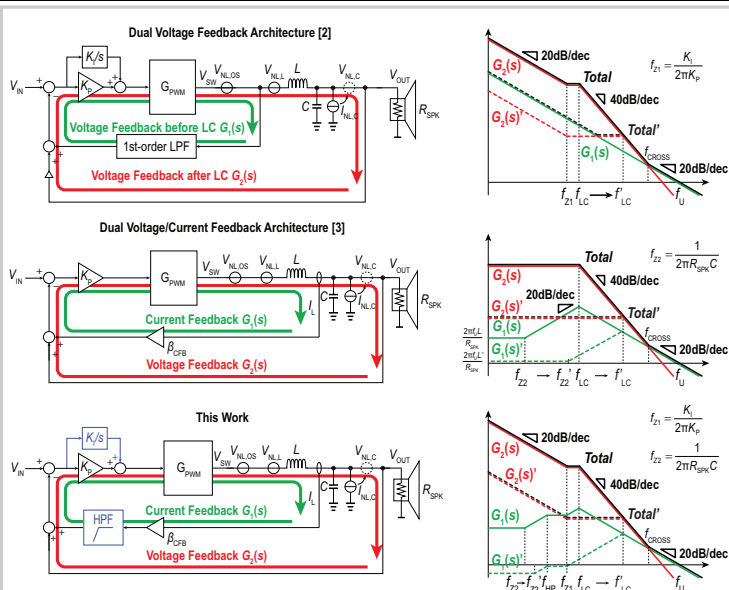 Dual Voltage Feedback Architecture [2]
K_I/s
V_IN
+
+
+
K_P
G_PWM
V_SW
V_NL,OS
V_NL,L
L
V_NL,C
V_OUT
C
I_NL,C
R_SPK
Voltage Feedback before LC G_1(s)
1st-order LPF
+
+
Voltage Feedback after LC G_2(s)
20dB/dec
f_Z1 = K_I / 2πK_P
G_2(s)
Total
40dB/dec
G_2(s)'
Total'
G_1(s)
f_CROSS
20dB/dec
f_Z1 f_LC → f'_LC
f_U
Dual Voltage/Current Feedback Architecture [3]
V_IN
+
K_P
G_PWM
V_SW
V_NL,OS
V_NL,L
L
V_NL,C
V_OUT
C
I_NL,C
R_SPK
I_L
Current Feedback G_1(s)
β_CFB
Voltage Feedback G_2(s)
Total
f_Z2 = 1 / 2πR_SPK C
G_2(s)
40dB/dec
20dB/dec
G_2(s)'
Total'
2πf_U L / R_SPK
G_1(s)
f_CROSS
2πf_U L' / R_SPK
G_1(s)'
20dB/dec
f_Z2 → f_Z2' f_LC → f'_LC
f_U
This Work
K_I/s
V_IN
+
+
+
K_P
G_PWM
V_SW
V_NL,OS
V_NL,L
L
V_NL,C
V_OUT
C
I_NL,C
R_SPK
I_L
Current Feedback G_1(s)
HPF
β_CFB
Voltage Feedback G_2(s)
G_2(s)
20dB/dec
f_Z1 = K_I / 2πK_P
Total
f_Z2 = 1 / 2πR_SPK C
G_2(s)'
40dB/dec
G_1(s)
Total'
f_CROSS
G_1(s)'
20dB/dec
f_Z2 → f_Z2' f_HP f_Z1 f_LC → f'_LC
f_U